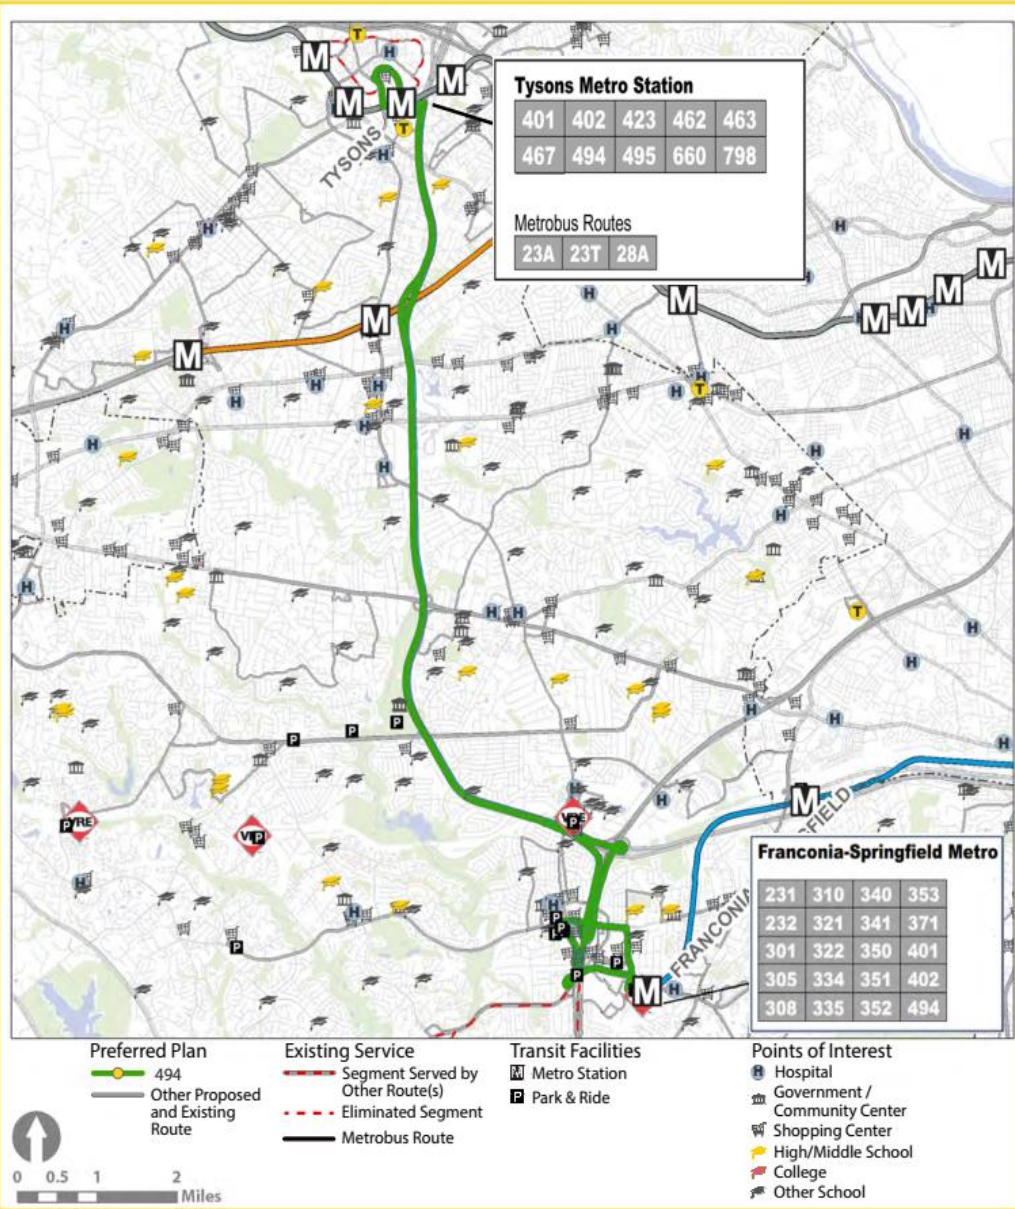 Tysons Metro Station
401 402 423 462 463
467 494 495 660 798
Metrobus Routes
23A 23T 28A
TYSONS
M
M
M
M
M
M
M
M
M
M
M
M
M
T
T
T
T
VRE
P
P
P
P
P
P
P
FRANCONIA
Franconia-Springfield Metro
231 310 340 353
232 321 341 371
301 322 350 401
305 334 351 402
308 335 352 494
Preferred Plan
494
Other Proposed
and Existing
Route
Existing Service
Segment Served by
Other Route(s)
Eliminated Segment
Metrobus Route
Transit Facilities
M Metro Station
P Park & Ride
Points of Interest
H Hospital
Government /
Community Center
Shopping Center
High/Middle School
College
Other School
0 0.5 1 2
Miles